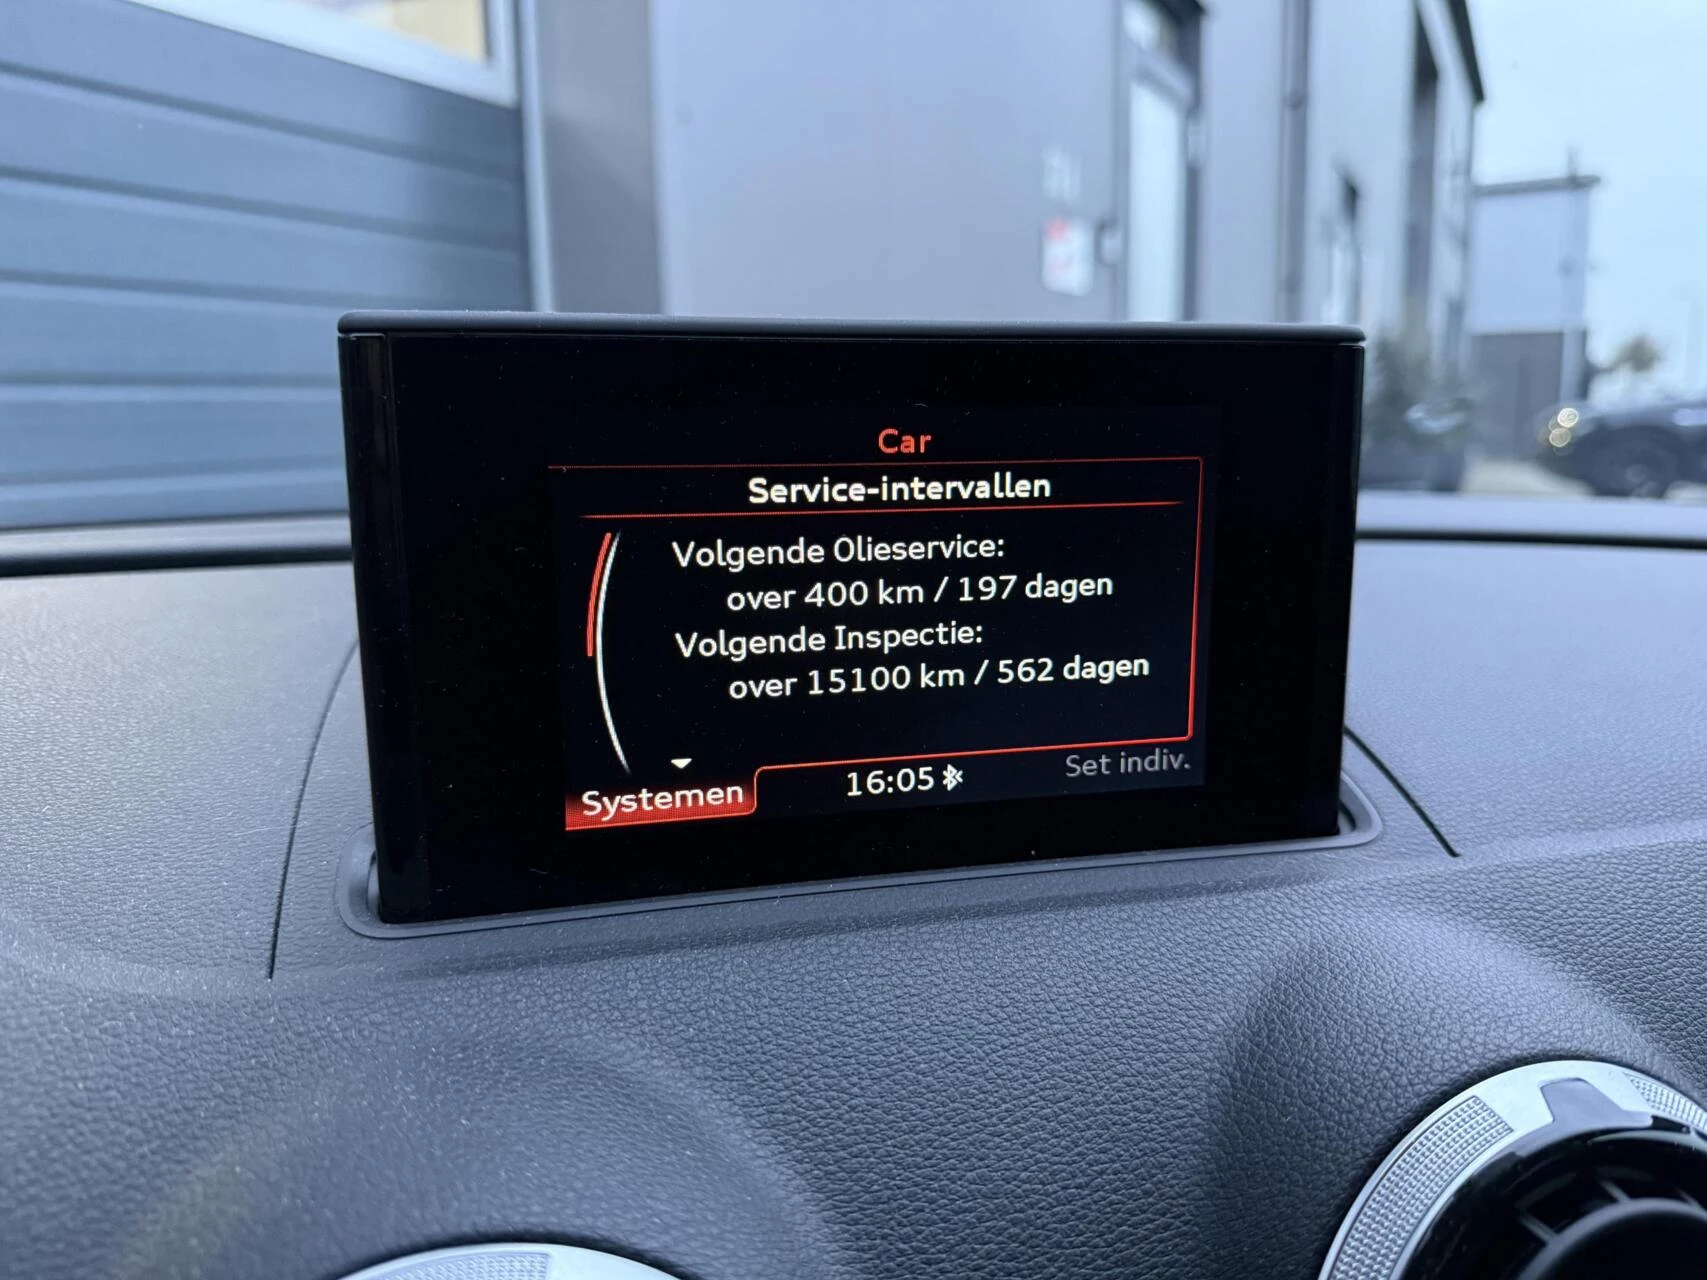 Car
Service-intervallen
Volgende Olieservice:
over 400 km / 197 dagen
Volgende Inspectie:
over 15100 km / 562 dagen
Systemen
16:05
Set indiv.